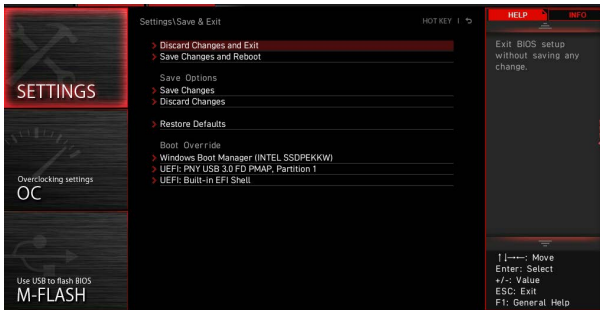 Settings\Save & Exit
HOT KEY | ↰
Discard Changes and Exit
Save Changes and Reboot
Save Options
Save Changes
Discard Changes
Restore Defaults
Boot Override
Windows Boot Manager (INTEL SSDPEKKW)
UEFI: PNY USB 3.0 FD PMAP, Partition 1
UEFI: Built-in EFI Shell
SETTINGS
Overclocking settings
OC
Use USB to flash BIOS
M-FLASH
HELP
INFO
Exit BIOS setup
without saving any
change.
↑↓→←: Move
Enter: Select
+/-: Value
ESC: Exit
F1: General Help